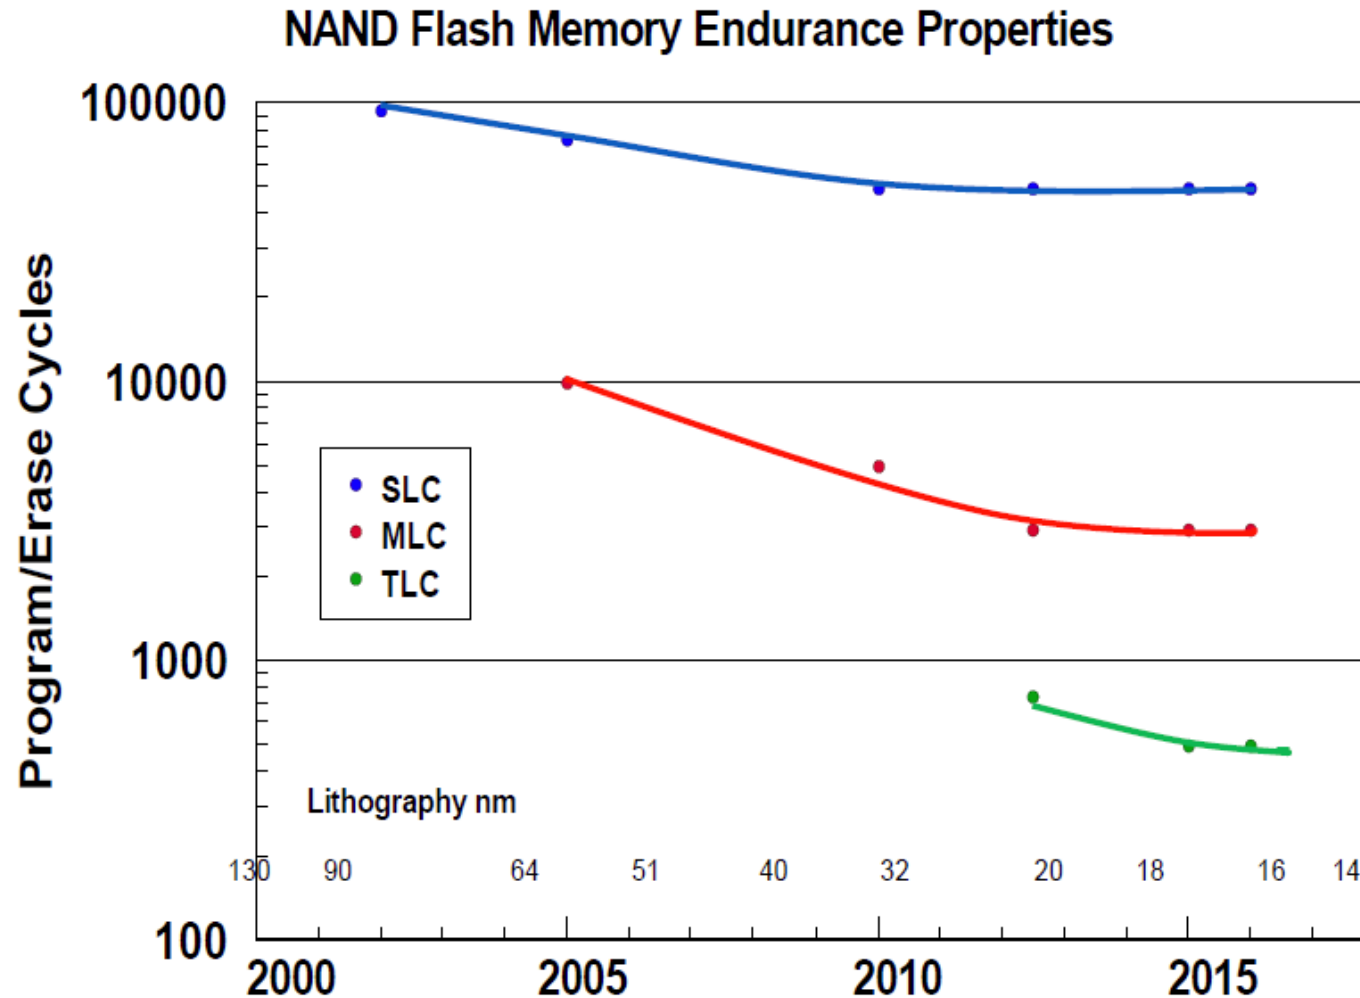 NAND Flash Memory Endurance Properties
100000
10000
1000
100
Program/Erase Cycles
SLC
MLC
TLC
Lithography nm
130 90 64 51 40 32 20 18 16 14
2000 2005 2010 2015